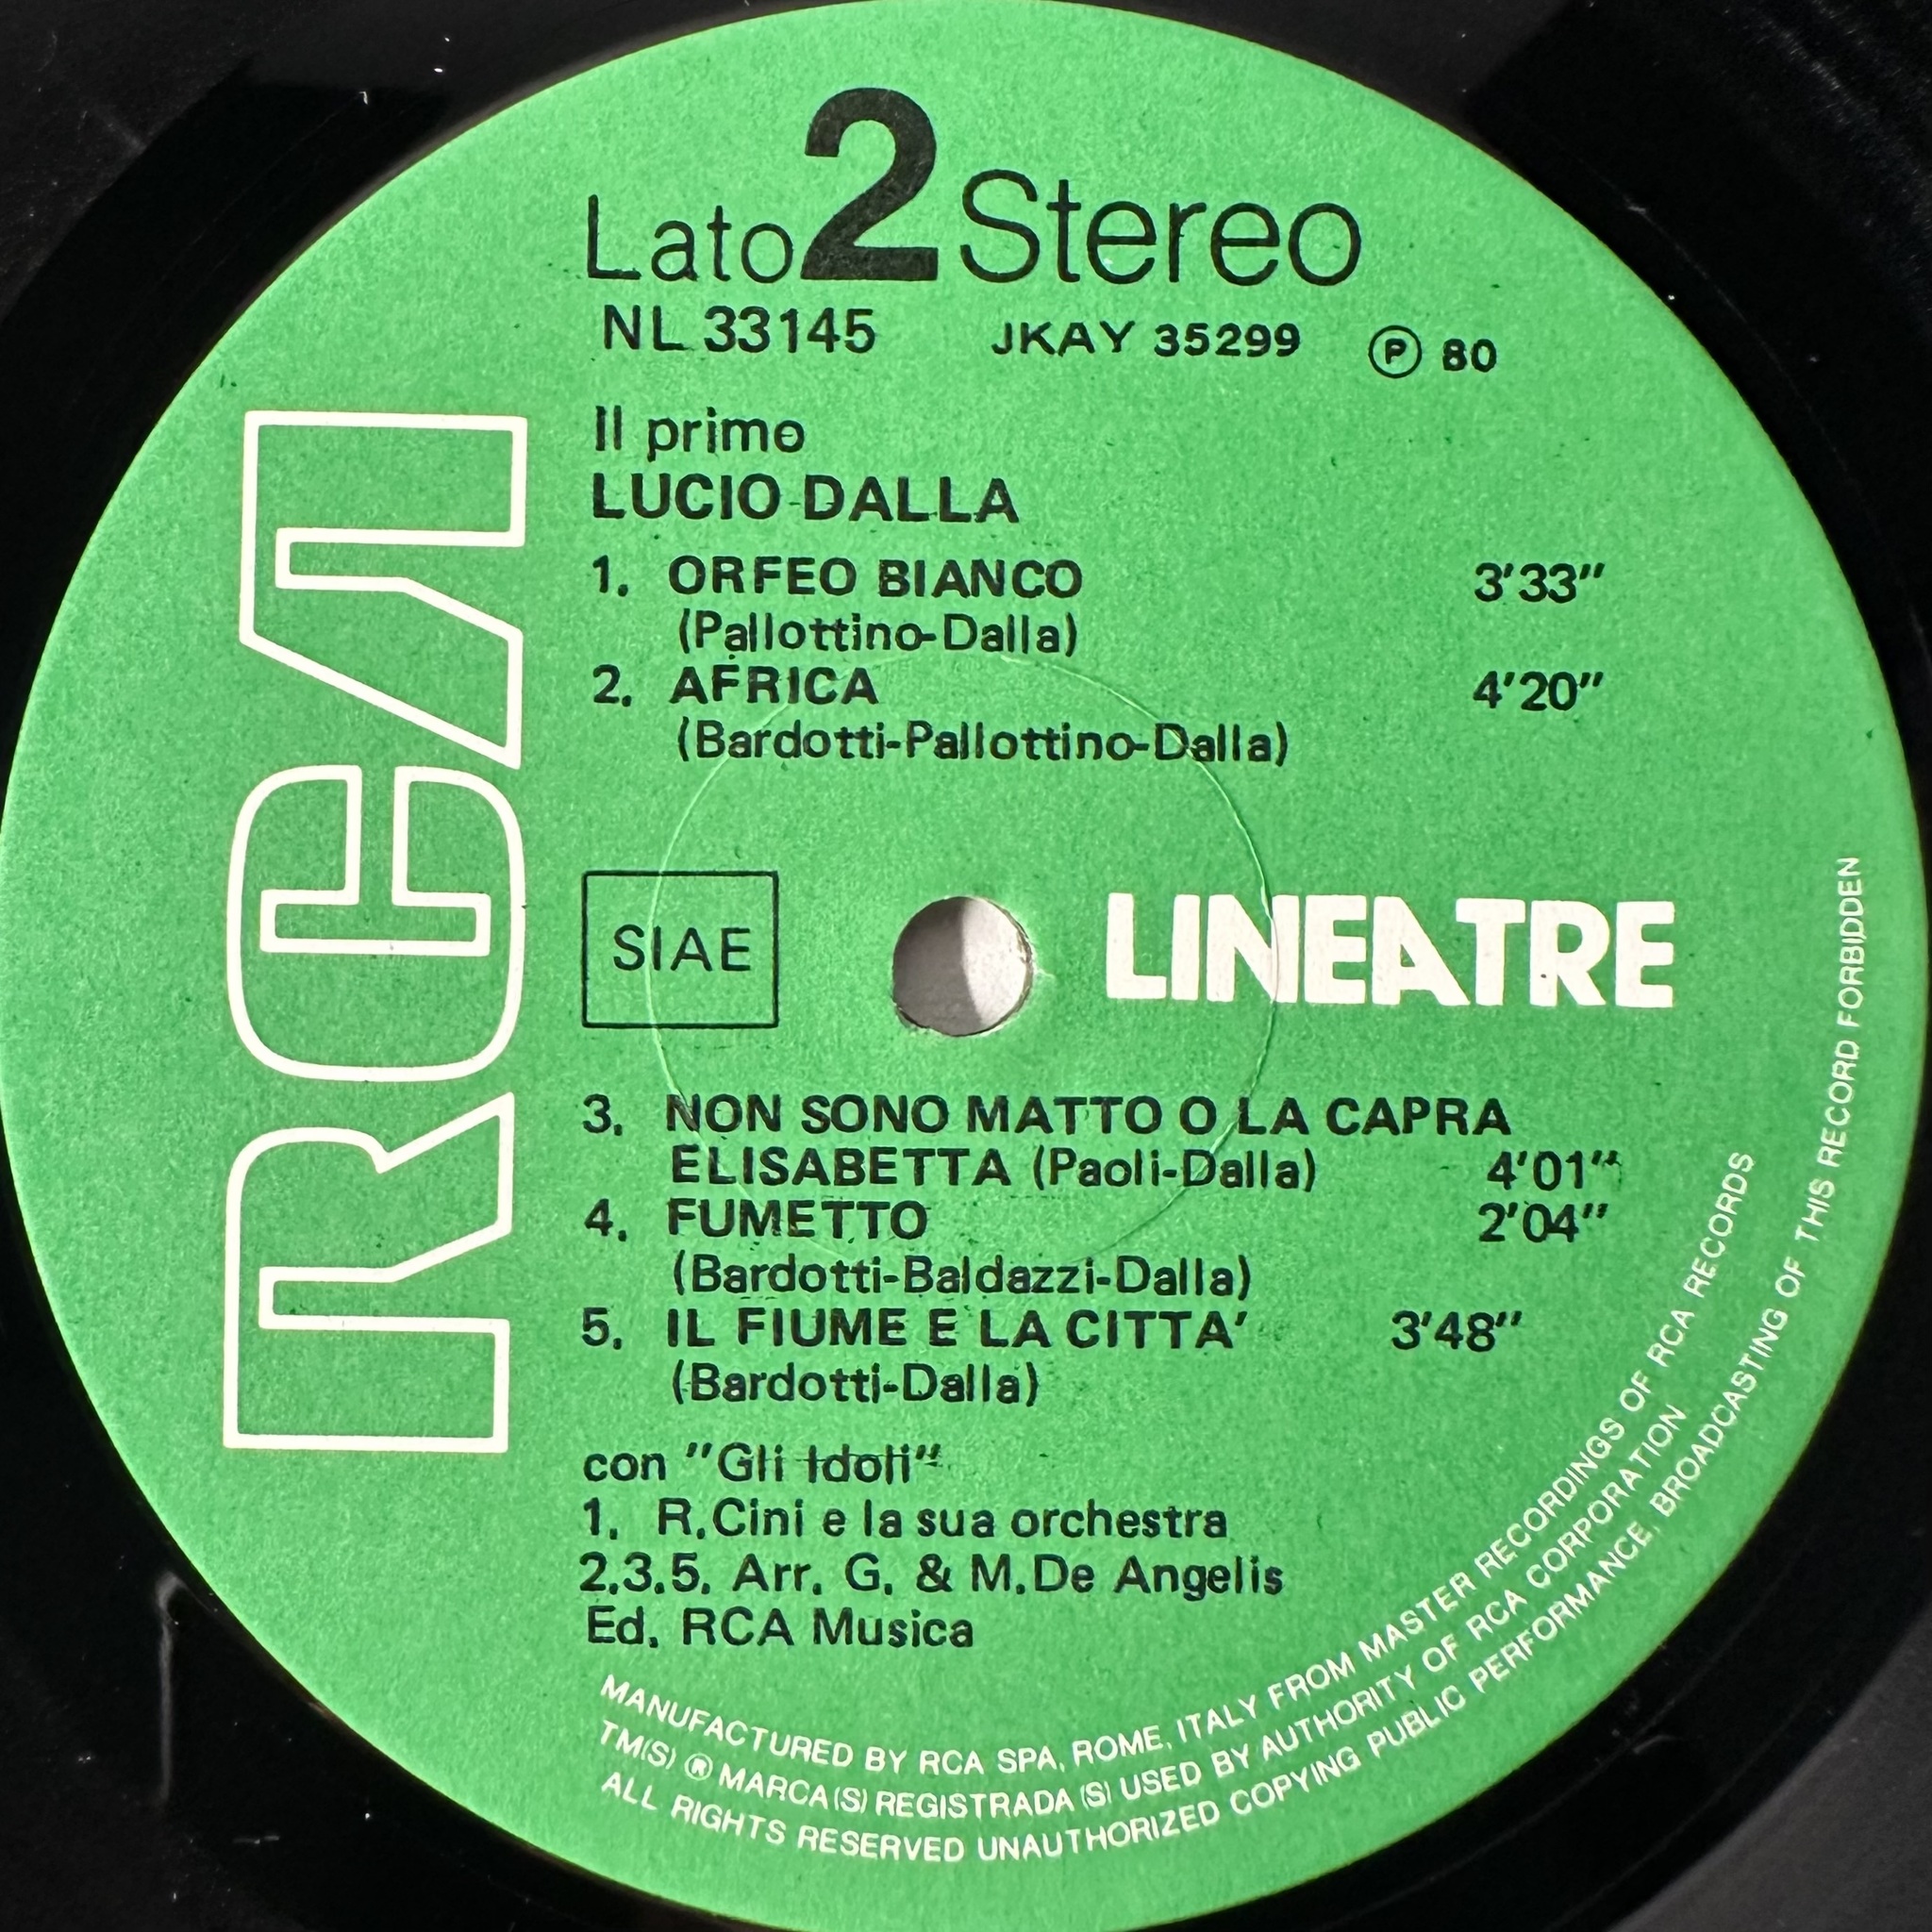 Lato 2 Stereo
NL 33145 JKAY 35299 Ⓟ 80
Il primo
LUCIO DALLA
1. ORFEO BIANCO 3'33"
(Pallottino-Dalla)
2. AFRICA 4'20"
(Bardotti-Pallottino-Dalla)
RCA
SIAE
LINEATRE
3. NON SONO MATTO O LA CAPRA
ELISABETTA (Paoli-Dalla) 4'01"
4. FUMETTO 2'04"
(Bardotti-Baldazzi-Dalla)
5. IL FIUME E LA CITTA' 3'48"
(Bardotti-Dalla)
con "Gli Idoli"
1. R.Cini e la sua orchestra
2.3.5. Arr. G. & M.De Angelis
Ed. RCA Musica
MANUFACTURED BY RCA SPA, ROME, ITALY FROM MASTER RECORDINGS OF RCA RECORDS
TM(S) ® MARCA(S) REGISTRADA(S) USED BY AUTHORITY OF RCA CORPORATION
ALL RIGHTS RESERVED UNAUTHORIZED COPYING PUBLIC PERFORMANCE, BROADCASTING OF THIS RECORD FORBIDDEN